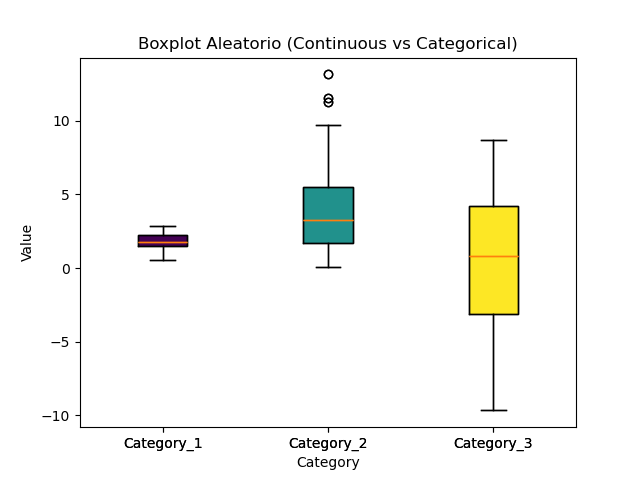 Boxplot Aleatorio (Continuous vs Categorical)
Value
10
5
0
−5
−10
Category_1 Category_2 Category_3
Category